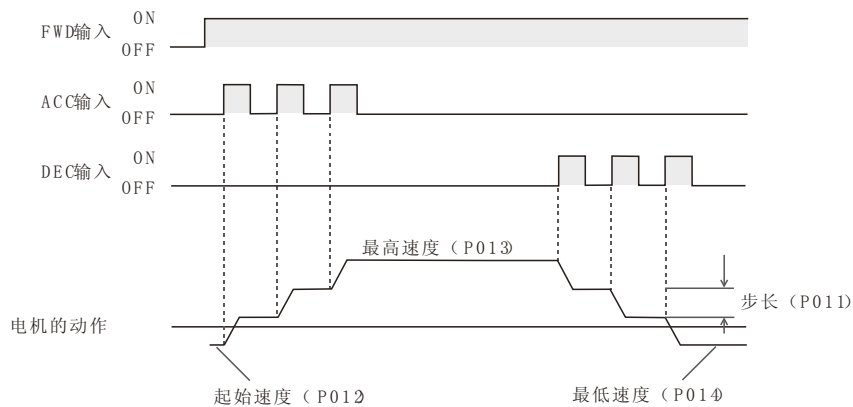 ON
FWD输入
OFF
ON
ACC输入
OFF
ON
DEC输入
OFF
最高速度（P013）
步长（P011）
电机的动作
起始速度（P012）
最低速度（P014）